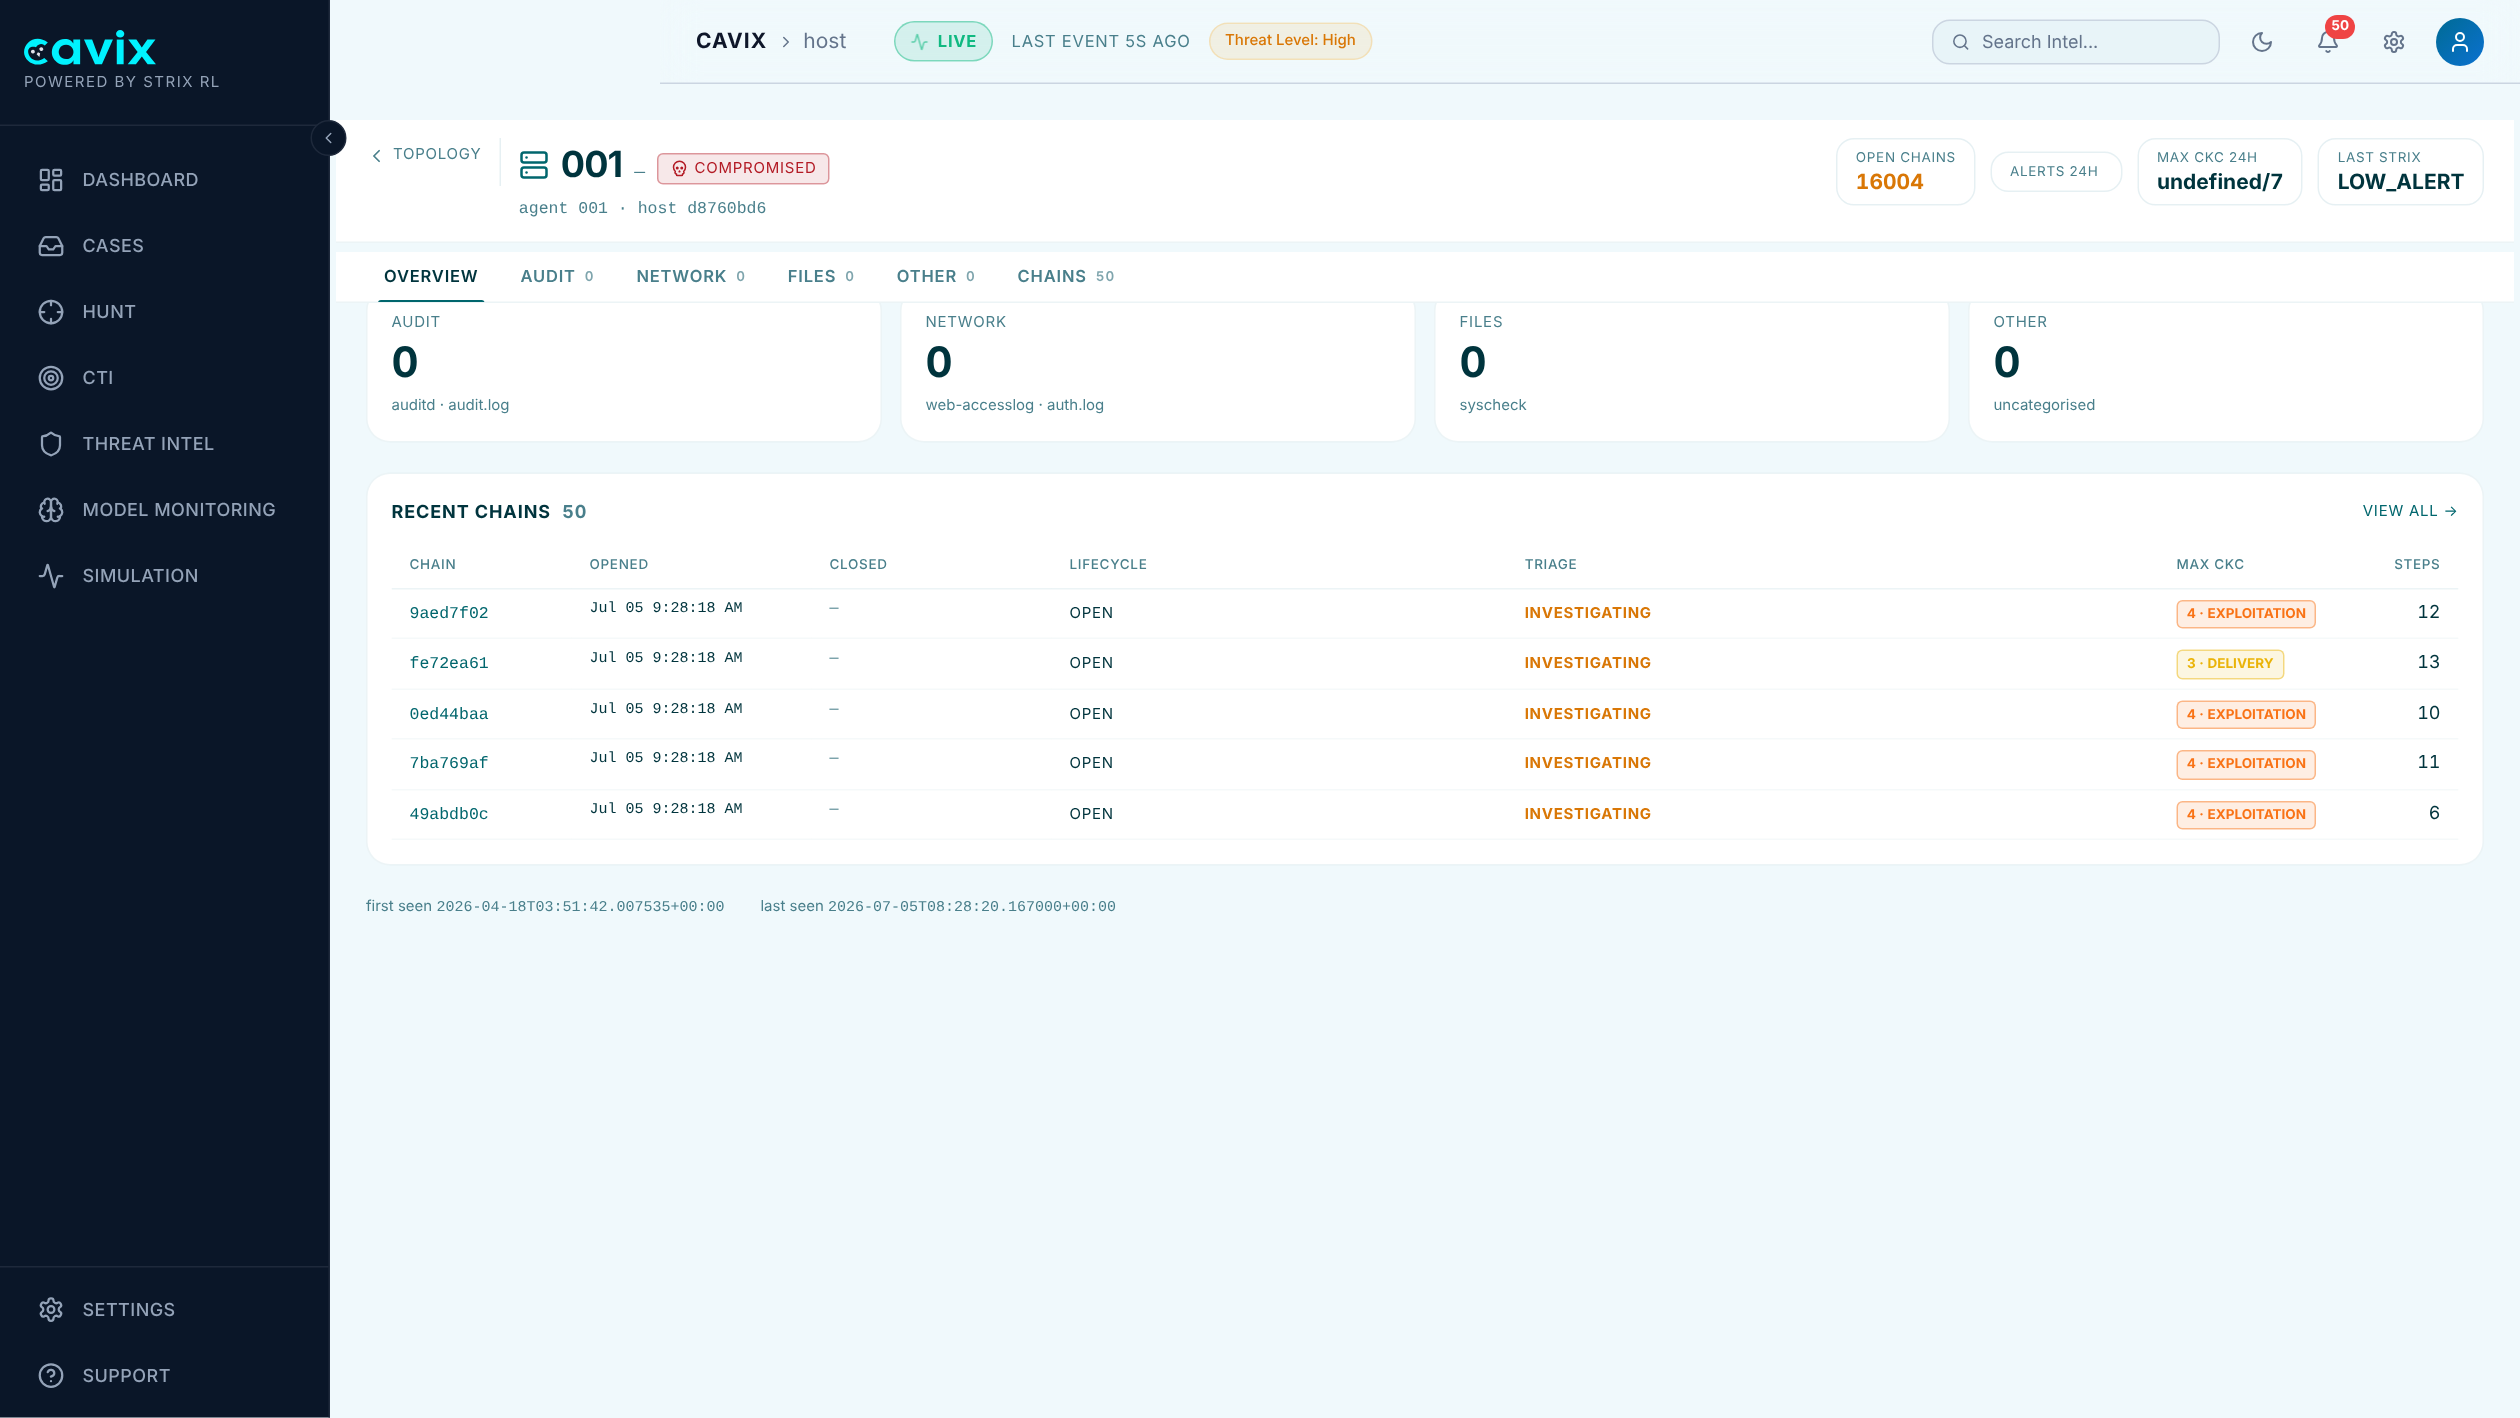 cavix
POWERED BY STRIX RL
DASHBOARD
CASES
HUNT
CTI
THREAT INTEL
MODEL MONITORING
SIMULATION
SETTINGS
SUPPORT
CAVIX > host
LIVE
LAST EVENT 5S AGO
Threat Level: High
Search Intel...
50
TOPOLOGY
001 — COMPROMISED
agent 001 · host d8760bd6
OPEN CHAINS
16004
ALERTS 24H
MAX CKC 24H
undefined/7
LAST STRIX
LOW_ALERT
OVERVIEW AUDIT 0 NETWORK 0 FILES 0 OTHER 0 CHAINS 50
AUDIT
0
auditd · audit.log
NETWORK
0
web-accesslog · auth.log
FILES
0
syscheck
OTHER
0
uncategorised
RECENT CHAINS 50
VIEW ALL →
CHAIN OPENED CLOSED LIFECYCLE TRIAGE MAX CKC STEPS
9aed7f02 Jul 05 9:28:18 AM — OPEN INVESTIGATING 4 · EXPLOITATION 12
fe72ea61 Jul 05 9:28:18 AM — OPEN INVESTIGATING 3 · DELIVERY 13
0ed44baa Jul 05 9:28:18 AM — OPEN INVESTIGATING 4 · EXPLOITATION 10
7ba769af Jul 05 9:28:18 AM — OPEN INVESTIGATING 4 · EXPLOITATION 11
49abdb0c Jul 05 9:28:18 AM — OPEN INVESTIGATING 4 · EXPLOITATION 6
first seen 2026-04-18T03:51:42.007535+00:00 last seen 2026-07-05T08:28:20.167000+00:00